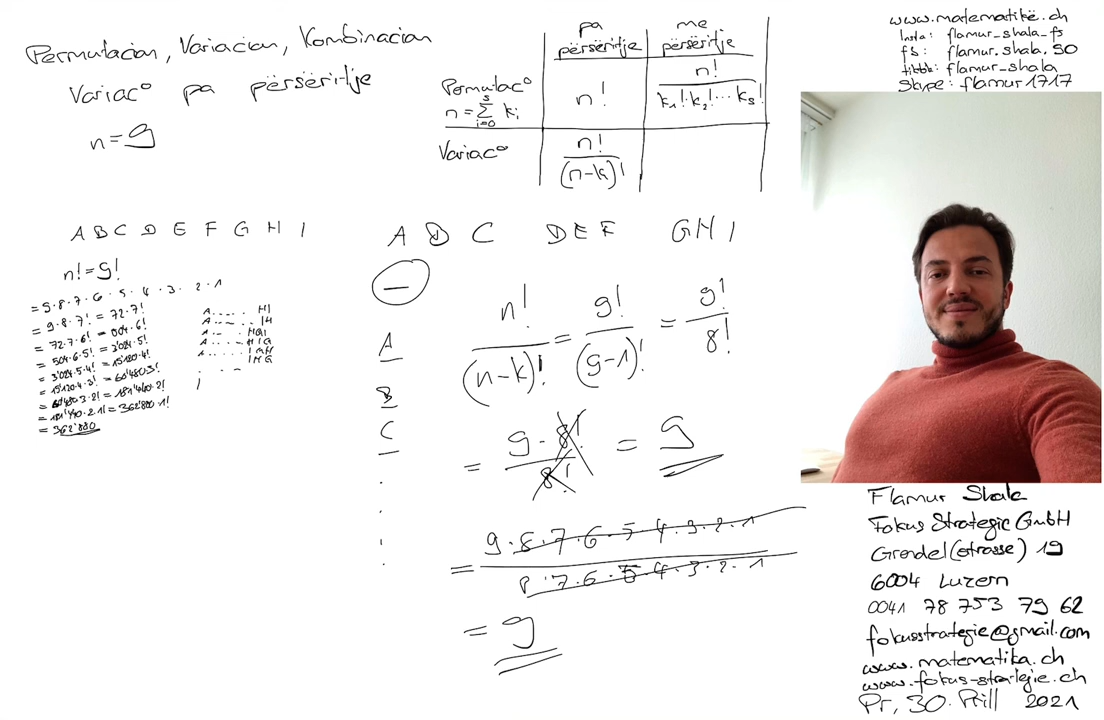 Permutacion, Variacion, Kombinacion
Variac° pa përsëritje
n=9
pa përsëritje
me përsëritje
Permutac°
n = s∑i=0 ki
n!
n! / k₁!·k₂!···kₛ!
Variac°
n! / (n-k)!
www.matematikë.ch
Insta: flamur_shala_fs
fb: flamur.shala.50
flamur_shala
Skype: flamur1717
A B C D E F G H I
n! = 9!
= 9·8·7·6·5·4·3·2·1
= 9·8·7! = 72·7!
= 72·7·6! = 504·6!
= 504·6·5! = 3'024·5!
= 3'024·5·4! = 15'120·4!
= 15'120·4·3! = 60'480·3!
= 60'480·3·2! = 181'440·2!
= 181'440·2·1! = 362'880·1!
= 362'880
A..... HI
A..... IH
A..... HGI
A..... HIG
A..... IGH
IHG
A B C D E F G H I
–
A
B
C
n! / (n-k)! = 9! / (9-1)! = 9! / 8!
= 9·8! / 8! = 9
= 9·8·7·6·5·4·3·2·1 / 8·7·6·5·4·3·2·1
= 9
Flamur Shala
Fokus Strategie GmbH
Grendel(strasse) 19
6004 Luzern
0041 78 753 79 62
fokusstrategie@gmail.com
www.matematika.ch
www.fokus-strategie.ch
Pr, 30. Prill 2021